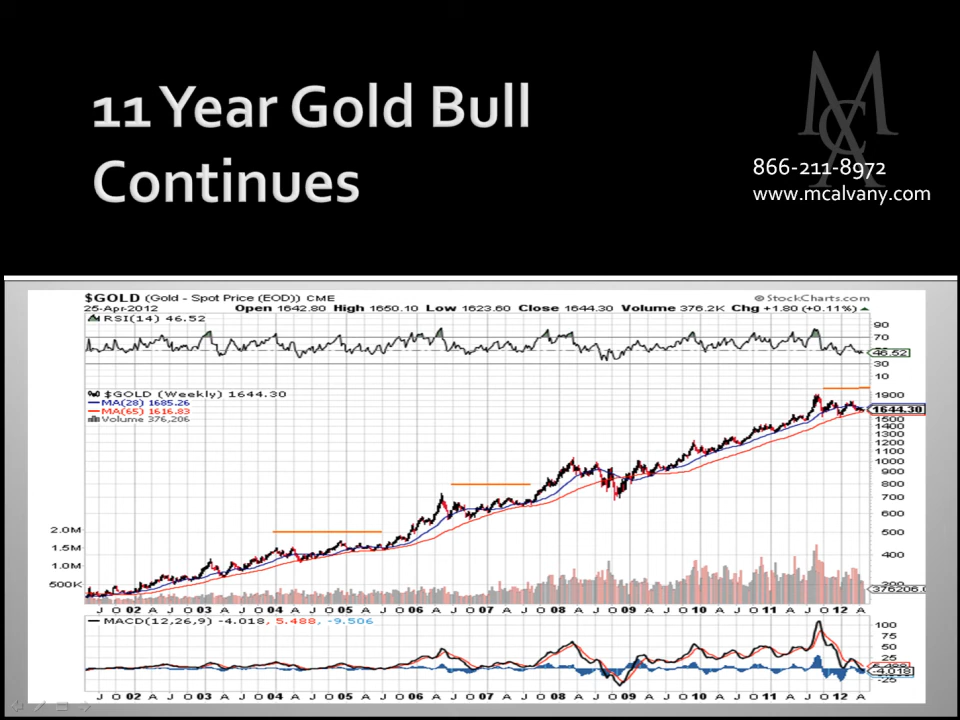 11 Year Gold Bull
Continues
866-211-8972
www.mcalvany.com
$GOLD (Gold - Spot Price (EOD)) CME
© StockCharts.com
25-Apr-2012 Open 1642.80 High 1650.10 Low 1623.60 Close 1644.30 Volume 376.2K Chg +1.80 (+0.11%)
RSI(14) 46.52
90
70
46.52
30
10
$GOLD (Weekly) 1644.30
MA(28) 1685.26
MA(65) 1616.83
Volume 376,206
1900
1644.30
1500
1400
1300
1200
1100
1000
900
800
700
600
500
400
2.0M
1.5M
1.0M
500K
376206.0
J O 02 A J O 03 A J O 04 A J O 05 A J O 06 A J O 07 A J O 08 A J O 09 A J O 10 A J O 11 A J O 12 A
MACD(12,26,9) -4.018, 5.488, -9.506
100
75
50
25
-4.018
-25
J O 02 A J O 03 A J O 04 A J O 05 A J O 06 A J O 07 A J O 08 A J O 09 A J O 10 A J O 11 A J O 12 A